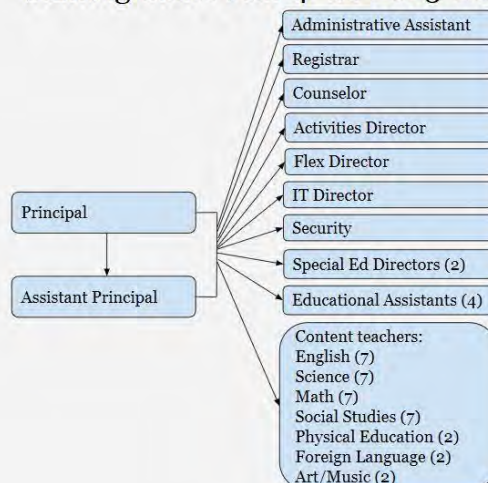 Principal
Assistant Principal
Administrative Assistant
Registrar
Counselor
Activities Director
Flex Director
IT Director
Security
Special Ed Directors (2)
Educational Assistants (4)
Content teachers:
English (7)
Science (7)
Math (7)
Social Studies (7)
Physical Education (2)
Foreign Language (2)
Art/Music (2)